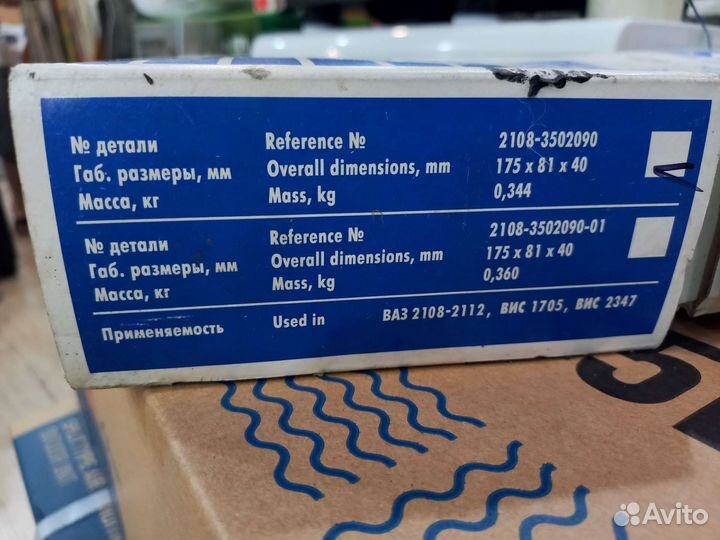 № детали Reference № 2108-3502090
Габ. размеры, мм Overall dimensions, mm 175 x 81 x 40
Масса, кг Mass, kg 0,344
№ детали Reference № 2108-3502090-01
Габ. размеры, мм Overall dimensions, mm 175 x 81 x 40
Масса, кг Mass, kg 0,360
Применяемость Used in ВАЗ 2108-2112, ВИС 1705, ВИС 2347
Avito